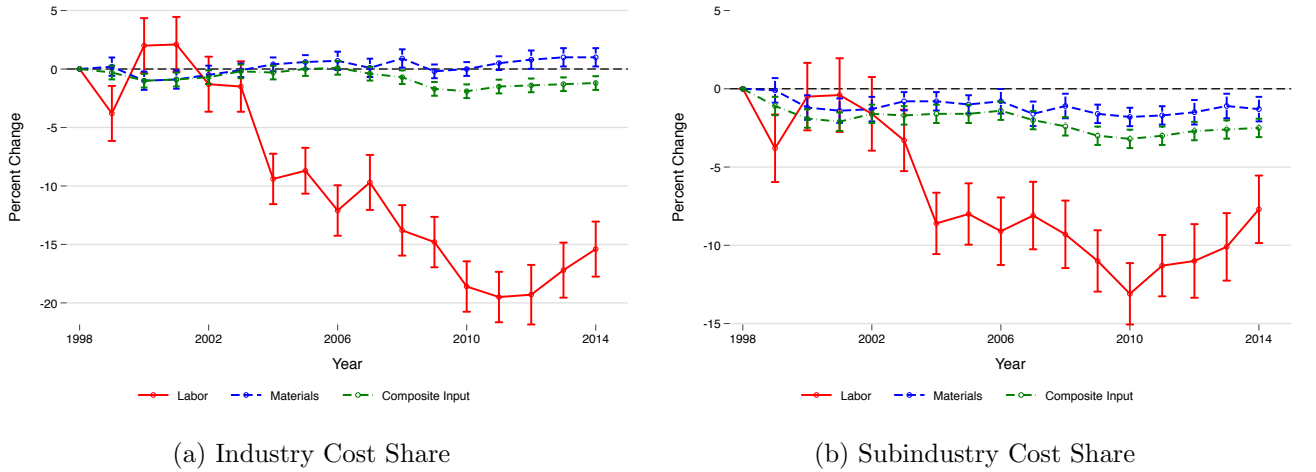 Percent Change
5
0
-5
-10
-15
-20
1998
2002
2006
2010
2014
Year
Labor
Materials
Composite Input
(a) Industry Cost Share
Percent Change
5
0
-5
-10
-15
1998
2002
2006
2010
2014
Year
Labor
Materials
Composite Input
(b) Subindustry Cost Share